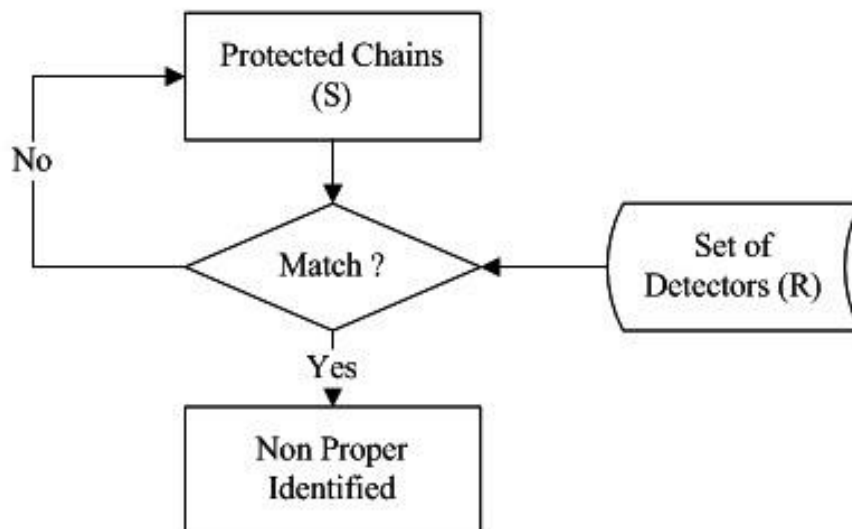 Protected Chains
(S)
No
Match ?
Set of
Detectors (R)
Yes
Non Proper
Identified